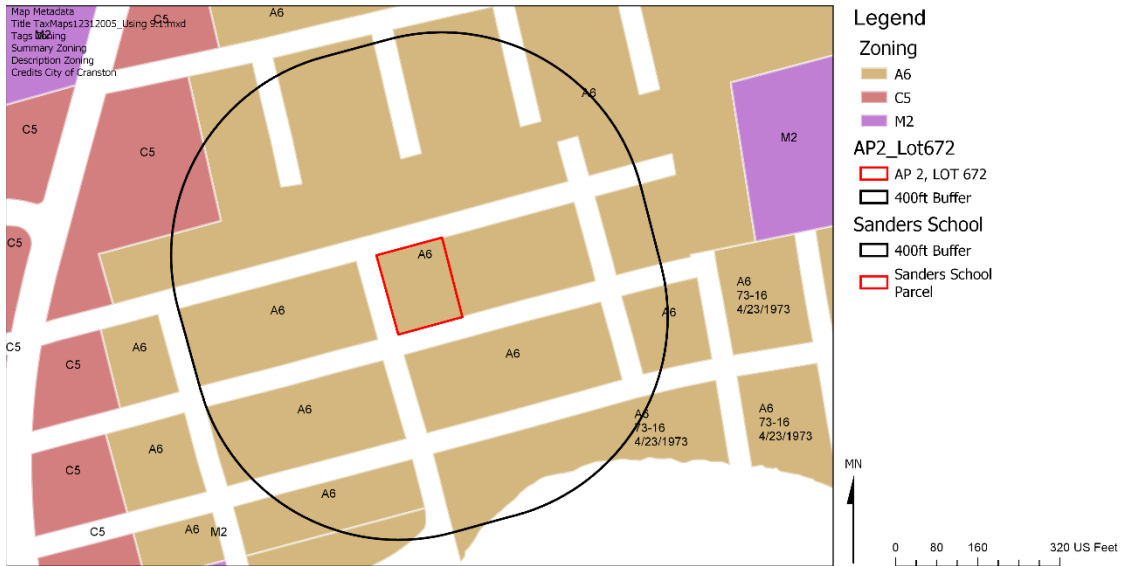 Map Metadata
Title TaxMaps12312005_Using 9.1.mxd
Tags Zoning
Summary Zoning
Description Zoning
Credits City of Cranston
M2
C5
A6
C5
C5
A6
M2
C5
A6
A6
A6
73-16
4/23/1973
C5
A6
C5
A6
A6
A6
A6
73-16
4/23/1973
A6
73-16
4/23/1973
A6
C5
A6
A6
C5
A6
M2
Legend
Zoning
A6
C5
M2
AP2_Lot672
AP 2, LOT 672
400ft Buffer
Sanders School
400ft Buffer
Sanders School
Parcel
MN
0 80 160 320 US Feet